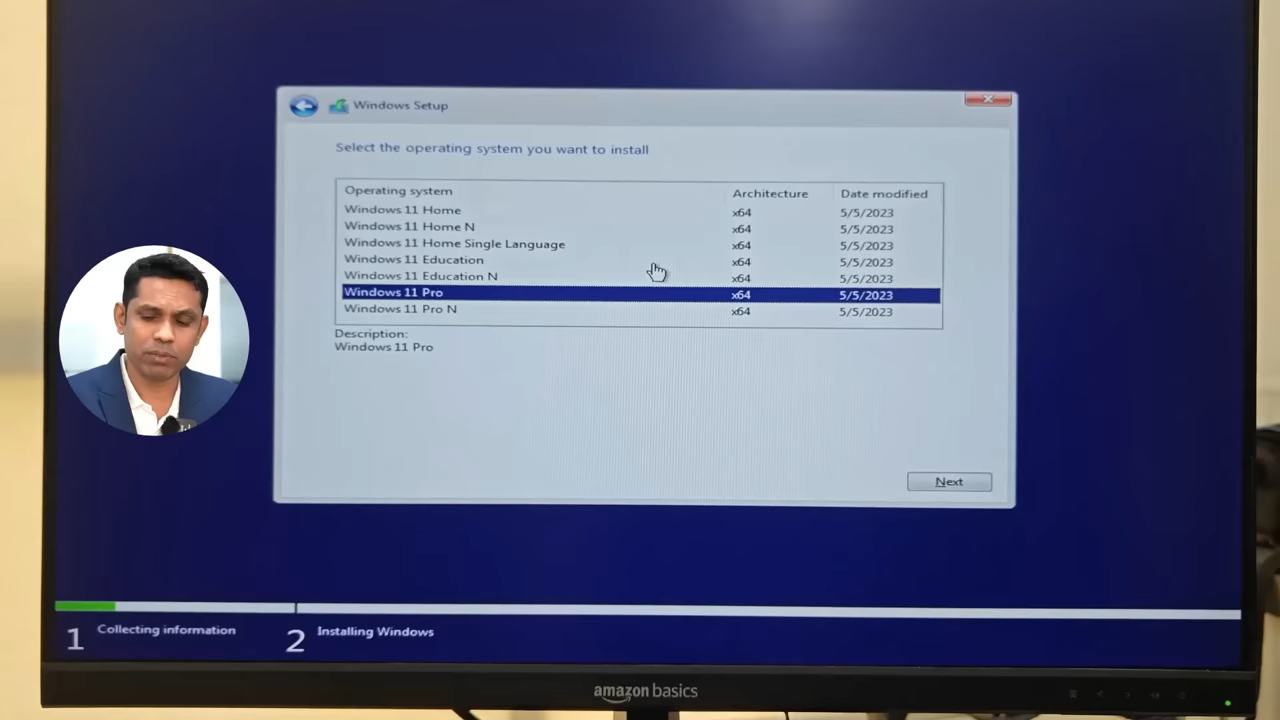 Windows Setup
Select the operating system you want to install
Operating system Architecture Date modified
Windows 11 Home x64 5/5/2023
Windows 11 Home N x64 5/5/2023
Windows 11 Home Single Language x64 5/5/2023
Windows 11 Education x64 5/5/2023
Windows 11 Education N x64 5/5/2023
Windows 11 Pro x64 5/5/2023
Windows 11 Pro N x64 5/5/2023
Description:
Windows 11 Pro
Next
1 Collecting information 2 Installing Windows
amazon basics